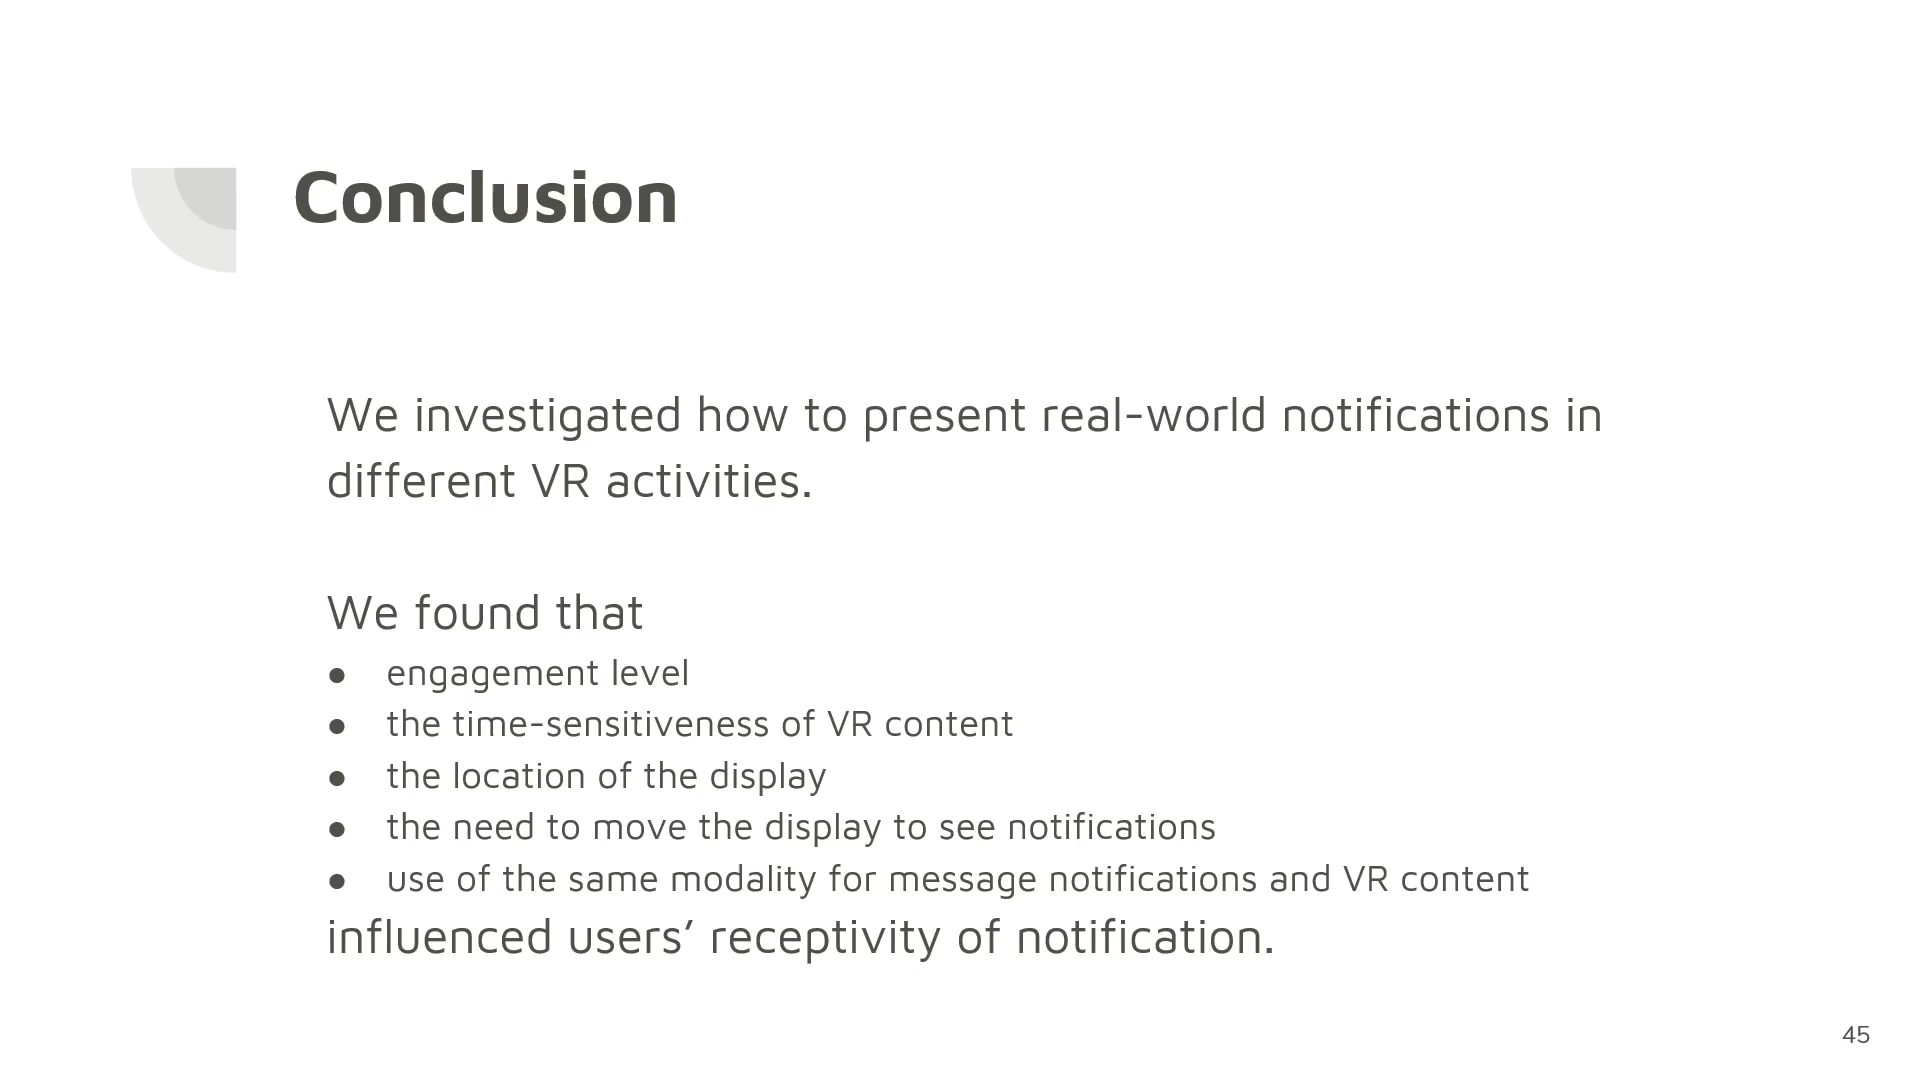 Conclusion
We investigated how to present real-world notifications in
different VR activities.
We found that
● engagement level
● the time-sensitiveness of VR content
● the location of the display
● the need to move the display to see notifications
● use of the same modality for message notifications and VR content
influenced users’ receptivity of notification.
45